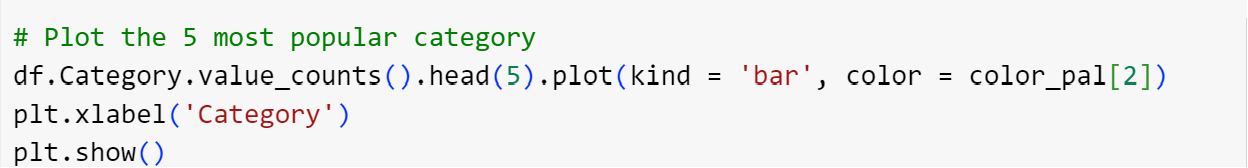 # Plot the 5 most popular category
df.Category.value_counts().head(5).plot(kind = 'bar', color = color_pal[2])
plt.xlabel('Category')
plt.show()